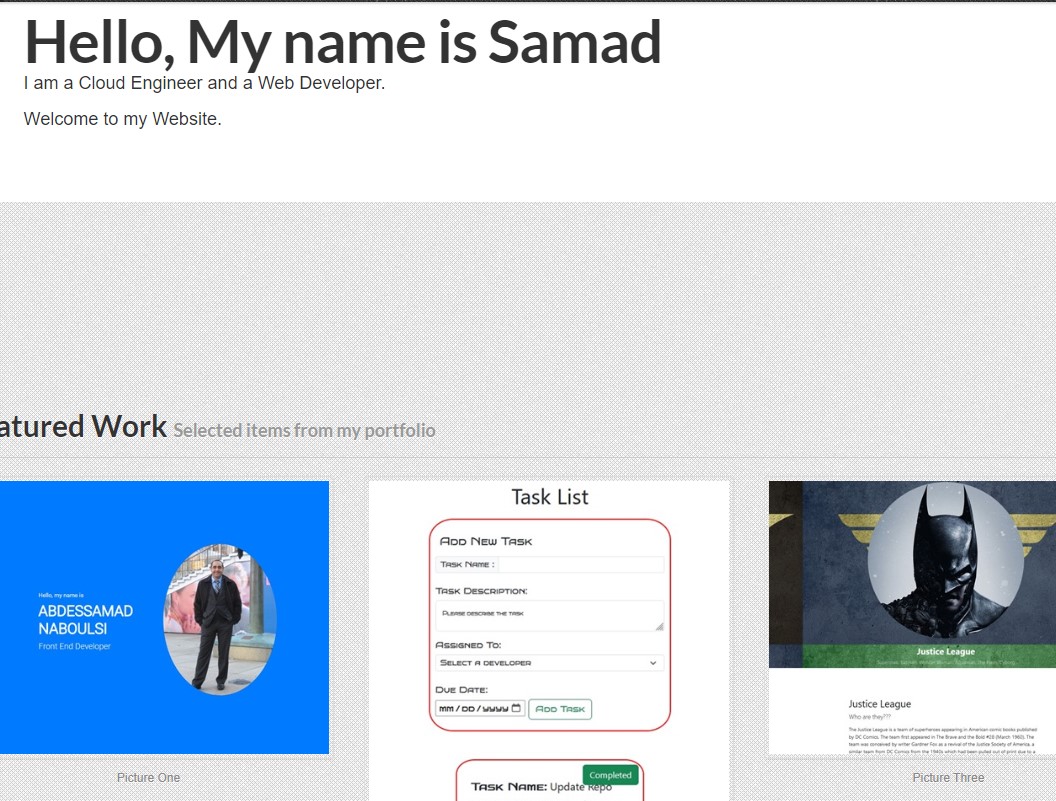 Hello, My name is Samad
I am a Cloud Engineer and a Web Developer.
Welcome to my Website.
atured Work Selected items from my portfolio
Hello, my name is
ABDESSAMAD
NABOULSI
Front End Developer
Picture One
Task List
Add New Task
Task Name :
Task Description:
Please describe the task
Assigned To:
Select a developer
Due Date:
mm/dd/yyyy
Add Task
Completed
Task Name: Update Repo
Justice League
Justice League
Who are they???
The Justice League is a team of superheroes appearing in American comic books published
by DC Comics. The team first appeared in The Brave and the Bold #28 (March 1960). The
team was conceived by writer Gardner Fox as a revival of the Justice Society of America, a
similar team from DC Comics from the 1940s which had been pulled out of print due to a
Picture Three